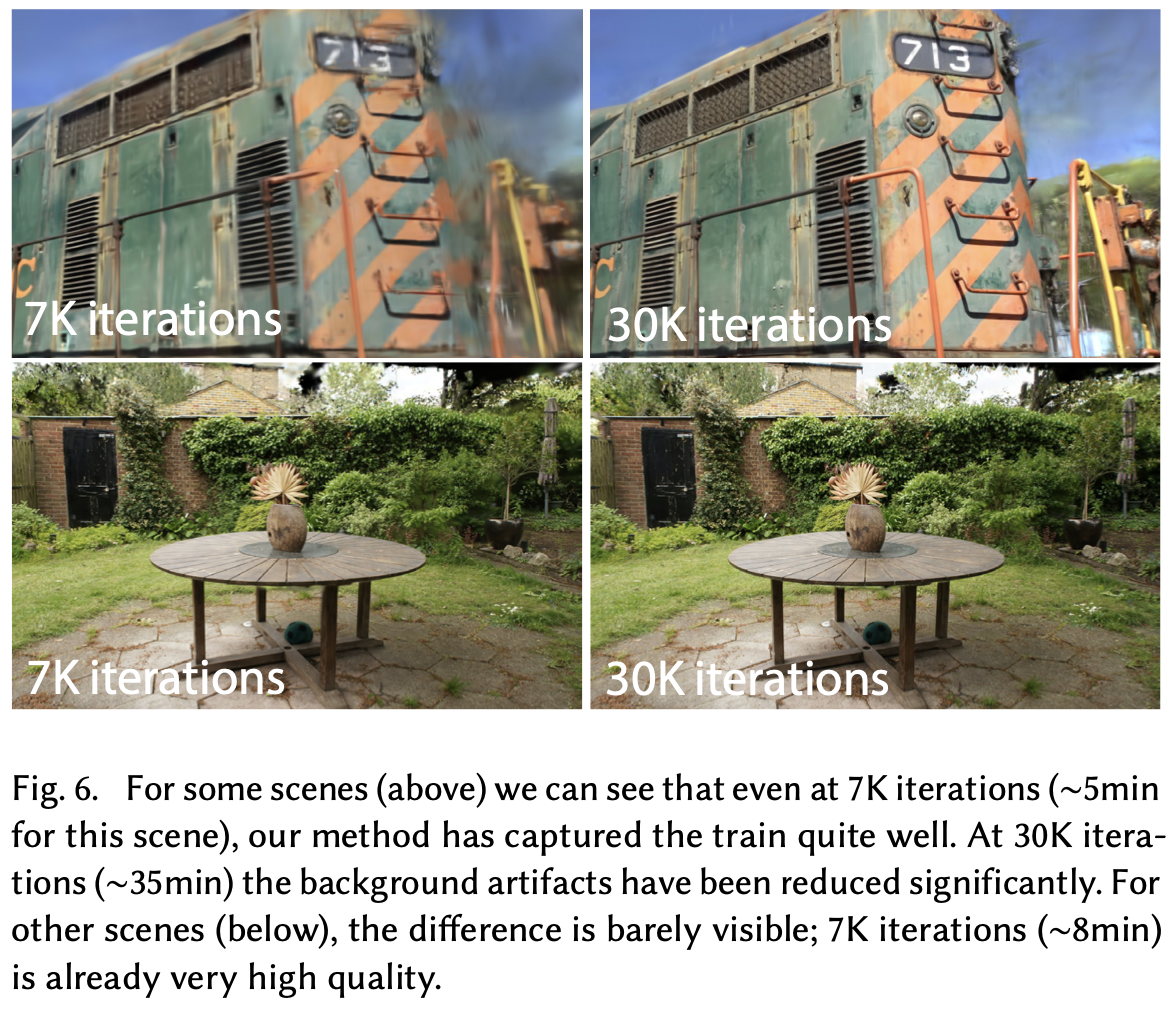 713
713
C
C
7K iterations
30K iterations
7K iterations
30K iterations
Fig. 6. For some scenes (above) we can see that even at 7K iterations (~5min
for this scene), our method has captured the train quite well. At 30K itera-
tions (~35min) the background artifacts have been reduced significantly. For
other scenes (below), the difference is barely visible; 7K iterations (~8min)
is already very high quality.